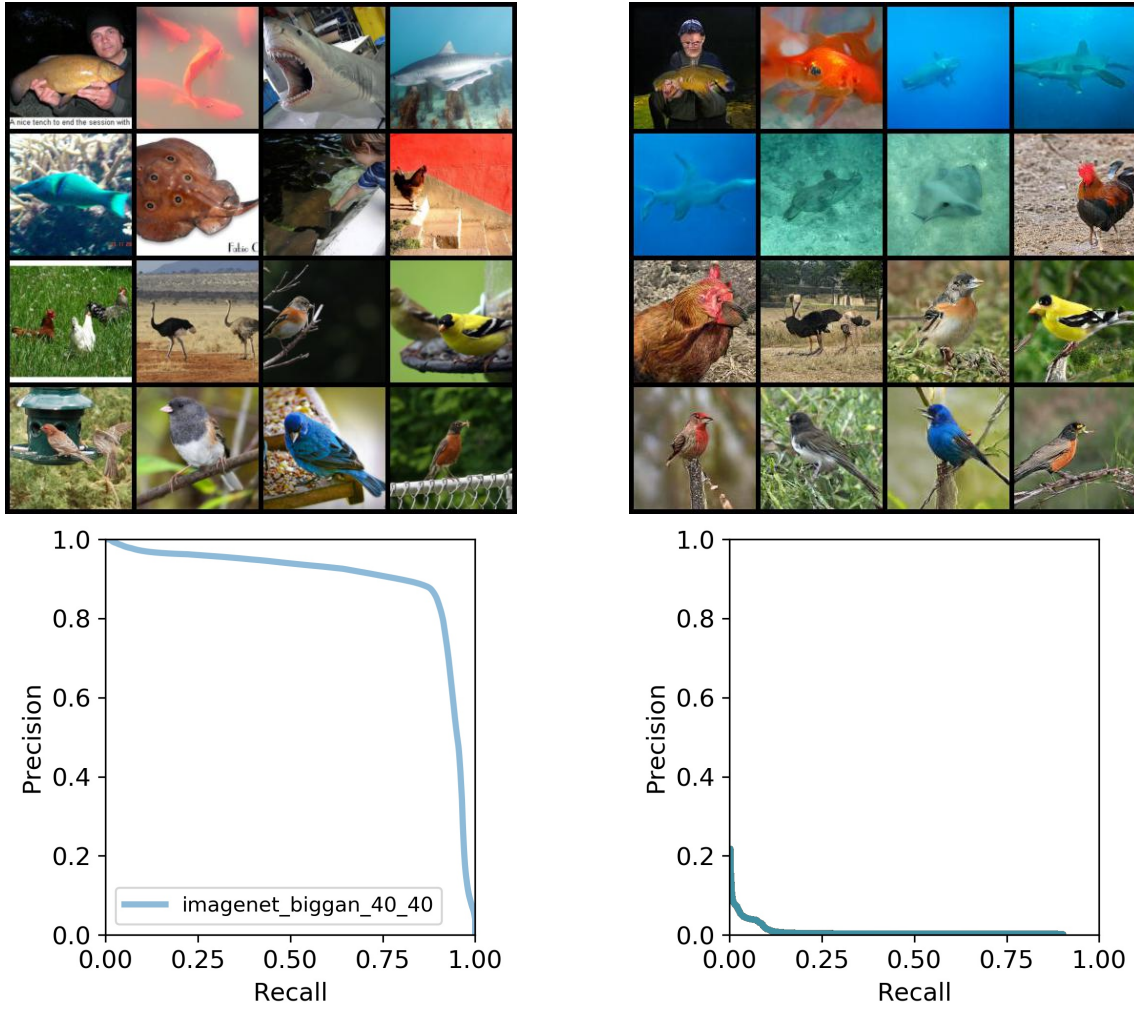 A nice tench to end the session with
Fabio C
1.0
0.8
0.6
0.4
0.2
0.0
Precision
imagenet_biggan_40_40
0.00 0.25 0.50 0.75 1.00
Recall
1.0
0.8
0.6
0.4
0.2
0.0
Precision
0.00 0.25 0.50 0.75 1.00
Recall